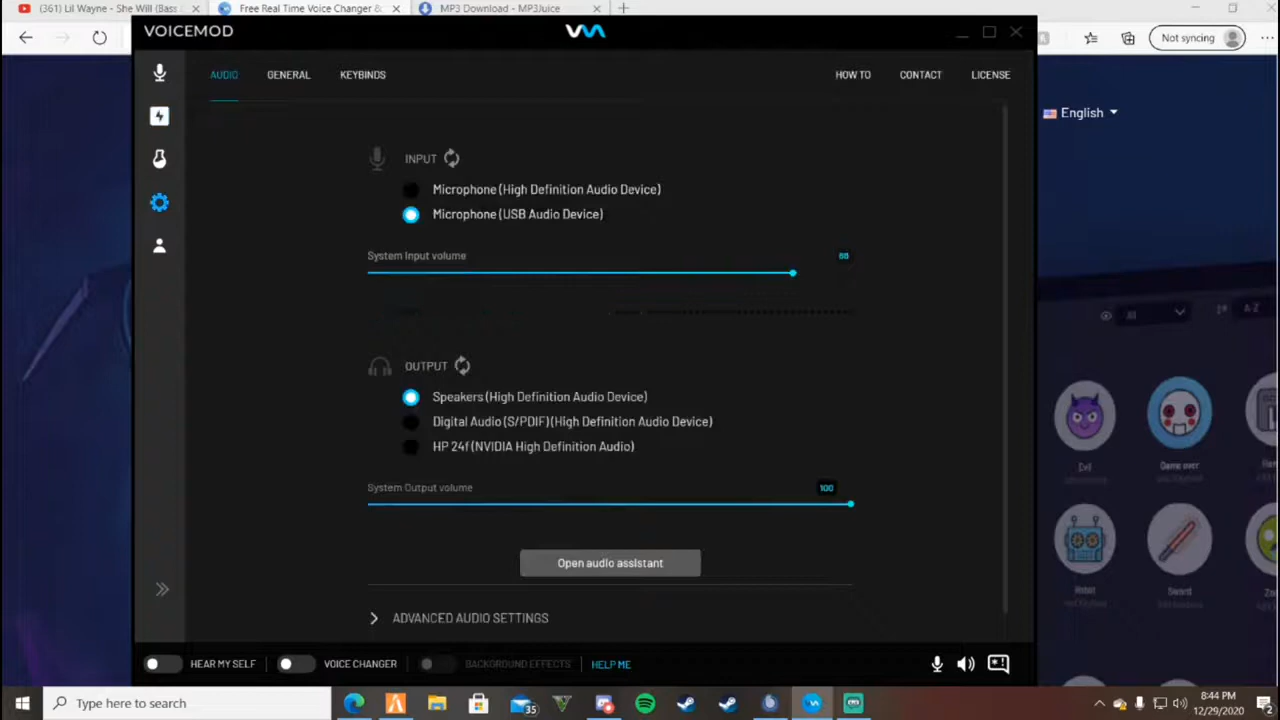 (361) Lil Wayne - She Will (Bass
Free Real Time Voice Changer &
MP3 Download - MP3Juice
Not syncing
VOICEMOD
AUDIO
GENERAL
KEYBINDS
HOW TO
CONTACT
LICENSE
English
INPUT
Microphone (High Definition Audio Device)
Microphone (USB Audio Device)
System Input volume
88
All
A-Z
OUTPUT
Speakers (High Definition Audio Device)
Digital Audio (S/PDIF) (High Definition Audio Device)
HP 24f (NVIDIA High Definition Audio)
Evil
Game over
System Output volume
100
Open audio assistant
Robot
Sword
ADVANCED AUDIO SETTINGS
HEAR MY SELF
VOICE CHANGER
BACKGROUND EFFECTS
HELP ME
Type here to search
35
8:44 PM
12/29/2020
2